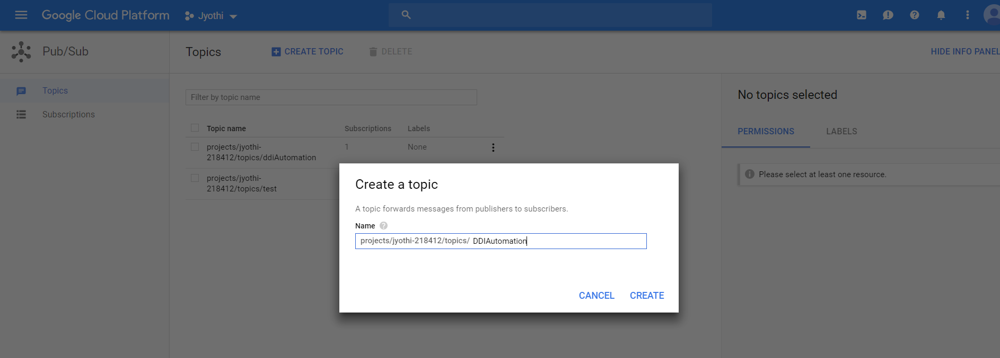 Google Cloud Platform
Jyothi
Pub/Sub
Topics
CREATE TOPIC
DELETE
HIDE INFO PANEL
Topics
Subscriptions
Filter by topic name
Topic name Subscriptions Labels
projects/jyothi-
218412/topics/ddiAutomation
1
None
projects/jyothi-
218412/topics/test
No topics selected
PERMISSIONS
LABELS
Please select at least one resource.
Create a topic
A topic forwards messages from publishers to subscribers.
Name
projects/jyothi-218412/topics/ DDIAutomation
CANCEL
CREATE